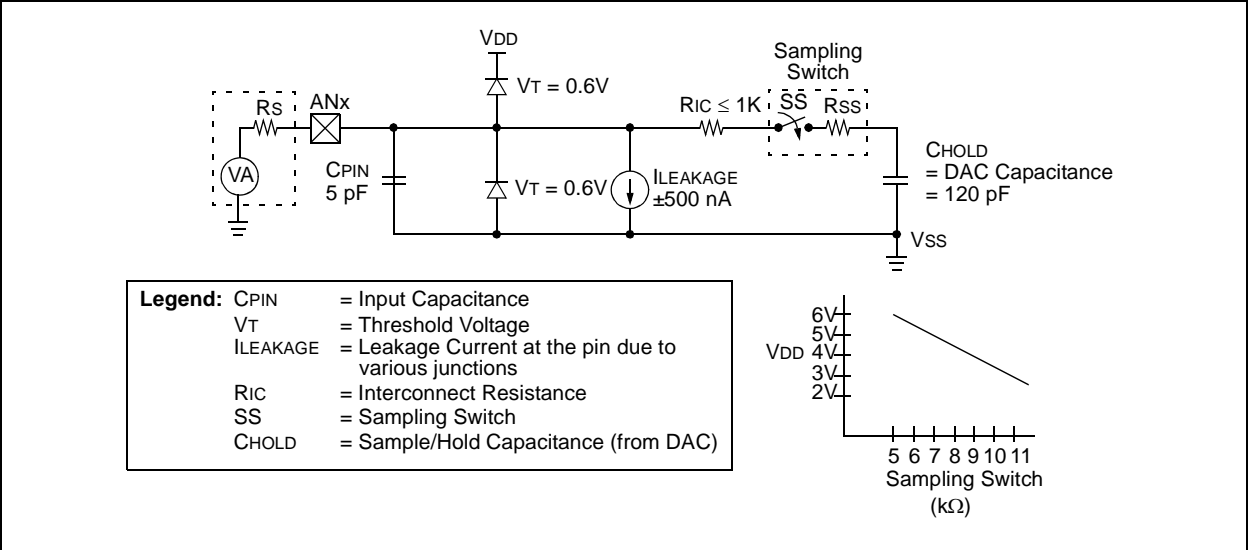 VDD
Sampling
Switch
VT = 0.6V
RS
ANx
RIC ≤ 1K
SS
RSS
CPIN
5 pF
VA
VT = 0.6V
ILEAKAGE
±500 nA
CHOLD
= DAC Capacitance
= 120 pF
VSS
Legend: CPIN = Input Capacitance
VT = Threshold Voltage
ILEAKAGE = Leakage Current at the pin due to
various junctions
RIC = Interconnect Resistance
SS = Sampling Switch
CHOLD = Sample/Hold Capacitance (from DAC)
6V
5V
VDD 4V
3V
2V
5 6 7 8 9 10 11
Sampling Switch
(kΩ)